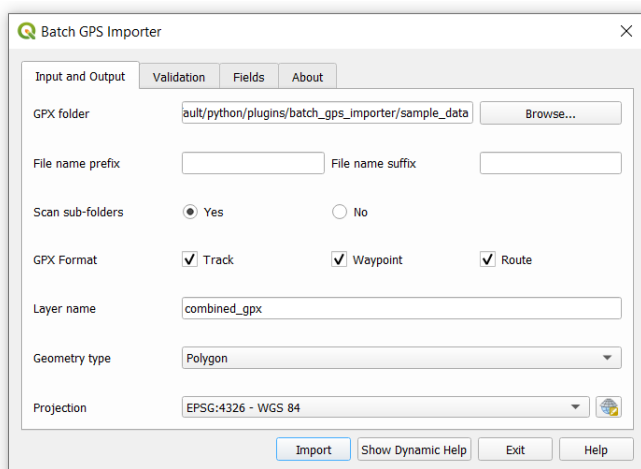 Batch GPS Importer
Input and Output Validation Fields About
GPX folder ault/python/plugins/batch_gps_importer/sample_data Browse...
File name prefix File name suffix
Scan sub-folders Yes No
GPX Format Track Waypoint Route
Layer name combined_gpx
Geometry type Polygon
Projection EPSG:4326 - WGS 84
Import Show Dynamic Help Exit Help